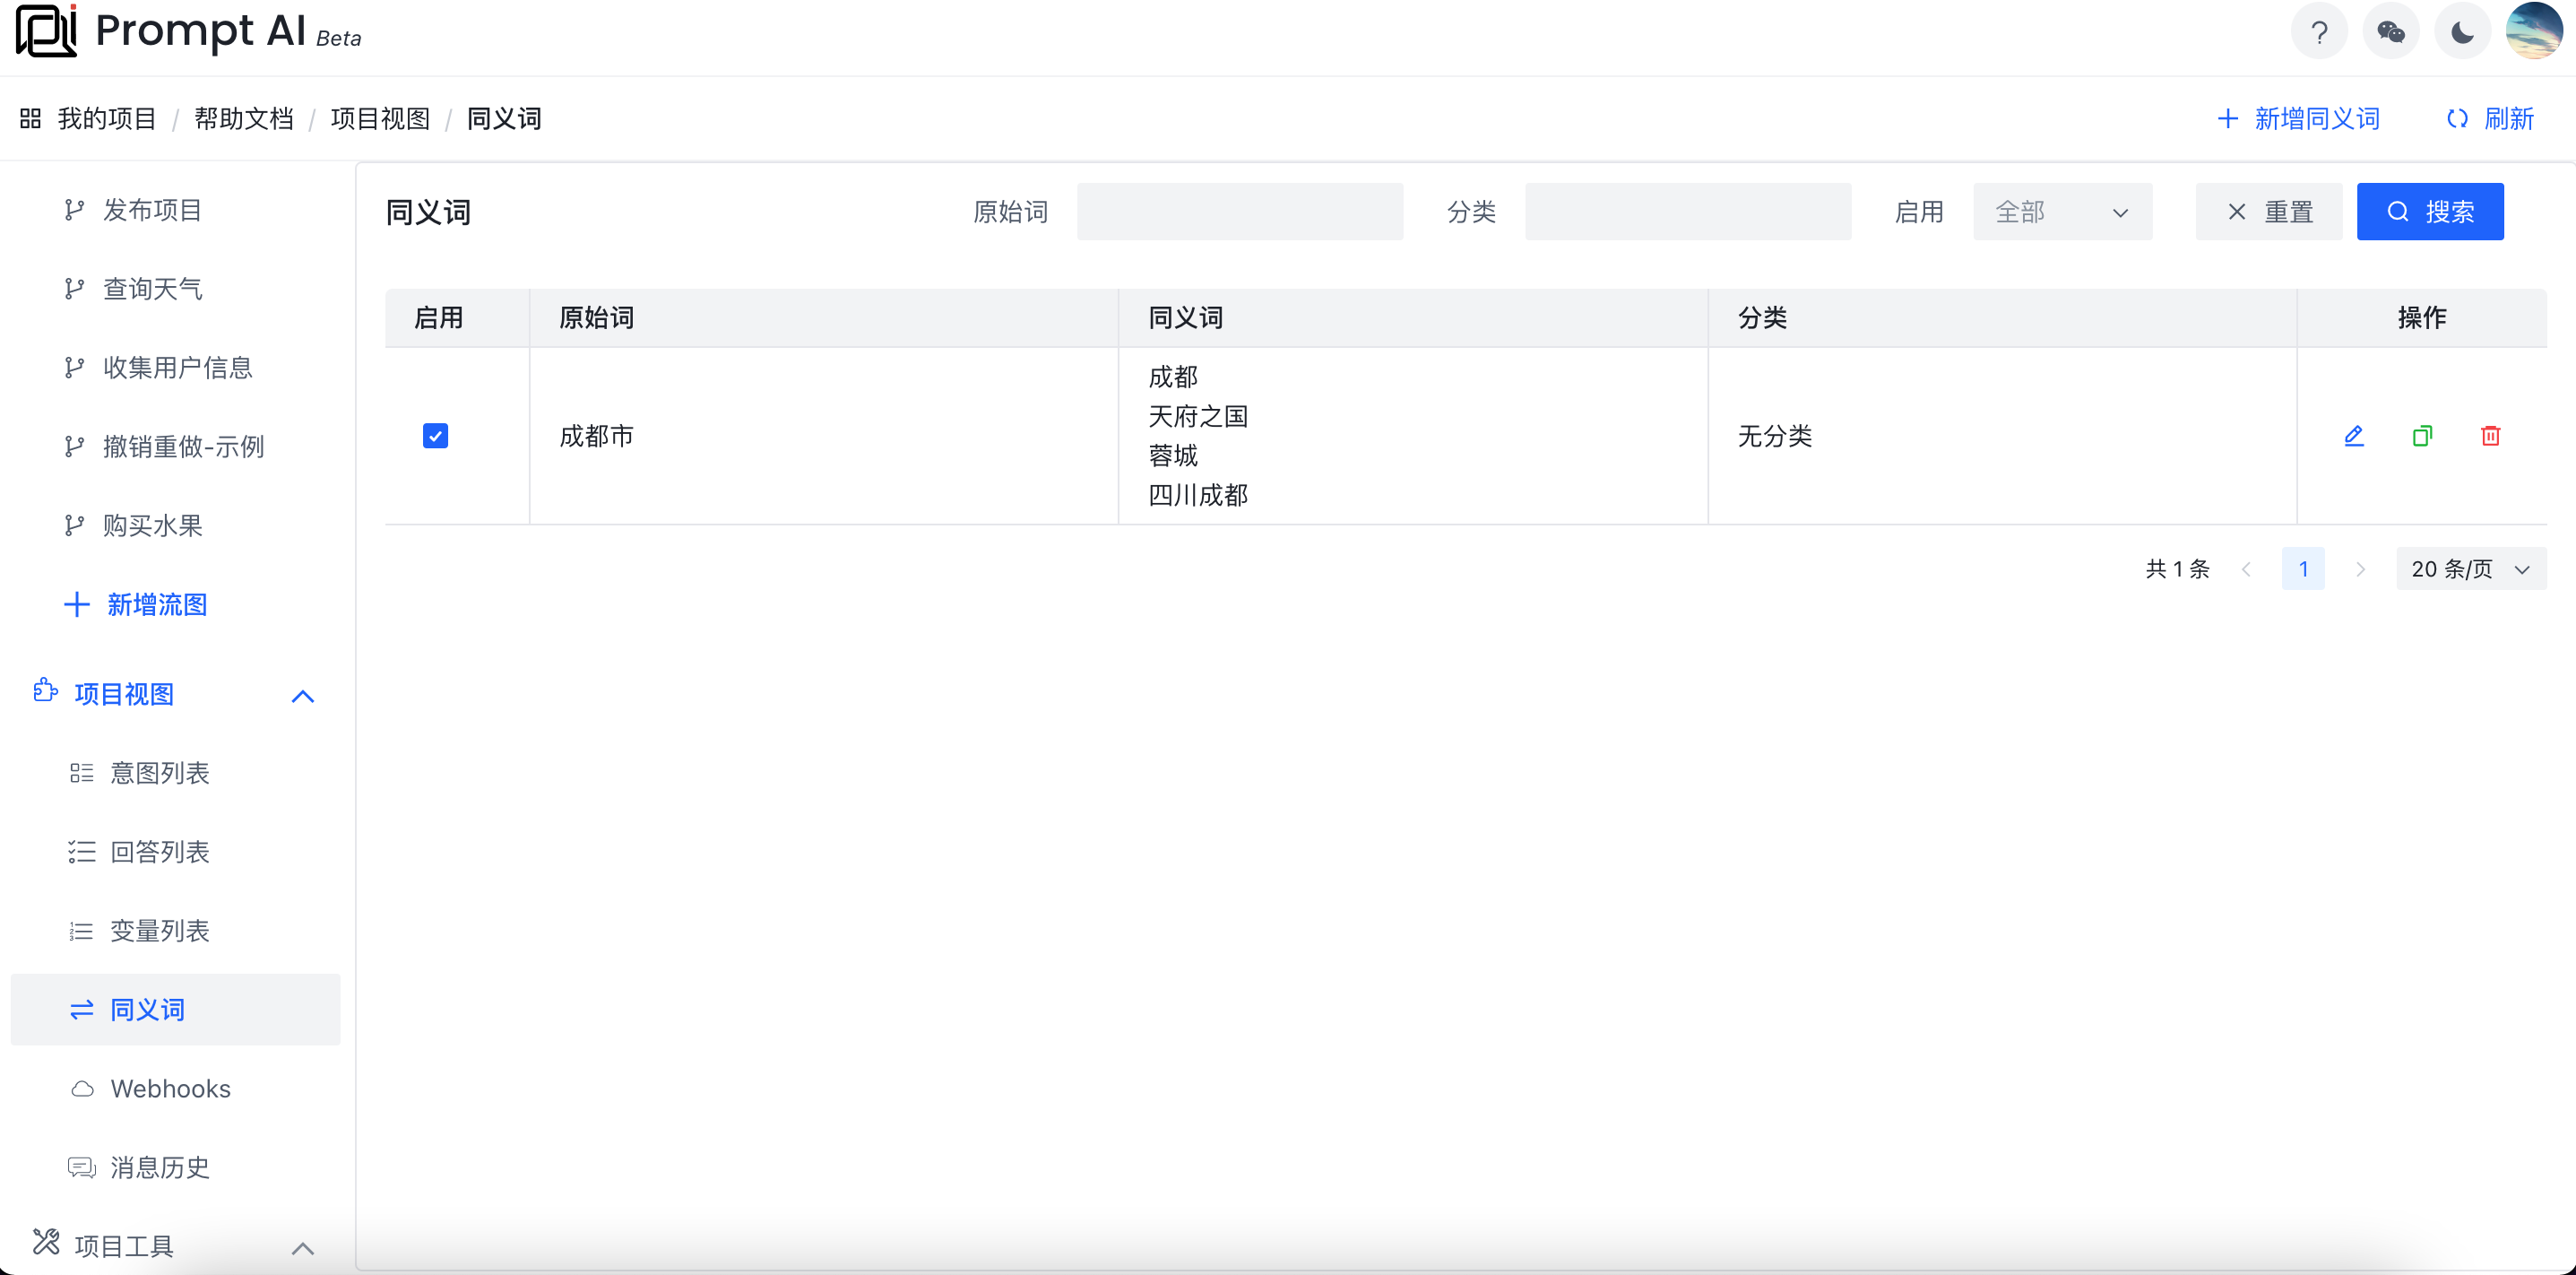 Prompt AI Beta
我的项目 / 帮助文档 / 项目视图 / 同义词
新增同义词
刷新
发布项目
查询天气
收集用户信息
撤销重做-示例
购买水果
新增流图
项目视图
意图列表
回答列表
变量列表
同义词
Webhooks
消息历史
项目工具
同义词
原始词
分类
启用
全部
重置
搜索
启用 原始词 同义词 分类 操作
成都市
成都
天府之国
蓉城
四川成都
无分类
共 1 条
1
20 条/页